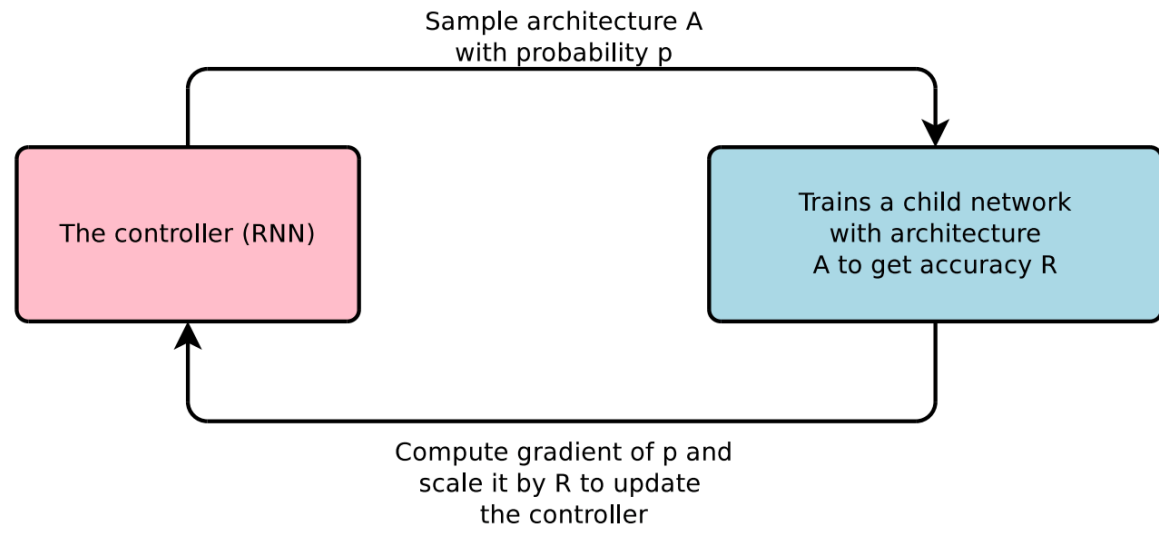 Sample architecture A
with probability p
The controller (RNN)
Trains a child network
with architecture
A to get accuracy R
Compute gradient of p and
scale it by R to update
the controller